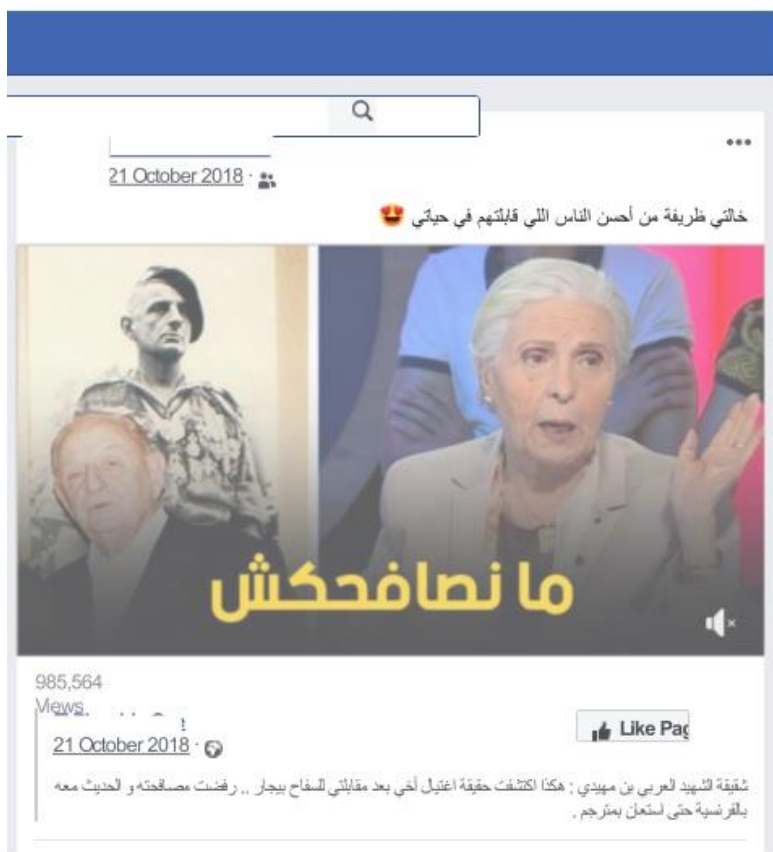 21 October 2018 ·
خالتي ظريفة من أحسن الناس اللي قابلتهم في حياتي 😍
ما نصافحكش
985,564
Views
21 October 2018 ·
Like Pag
شقيقة الشهيد العربي بن مهيدي : هكذا اكتشفت حقيقة اغتيال أخي بعد مقابلتي للسفاح بيجار .. رفضت مصافحته و الحديث معه
بالفرنسية حتى استعان بمترجم .